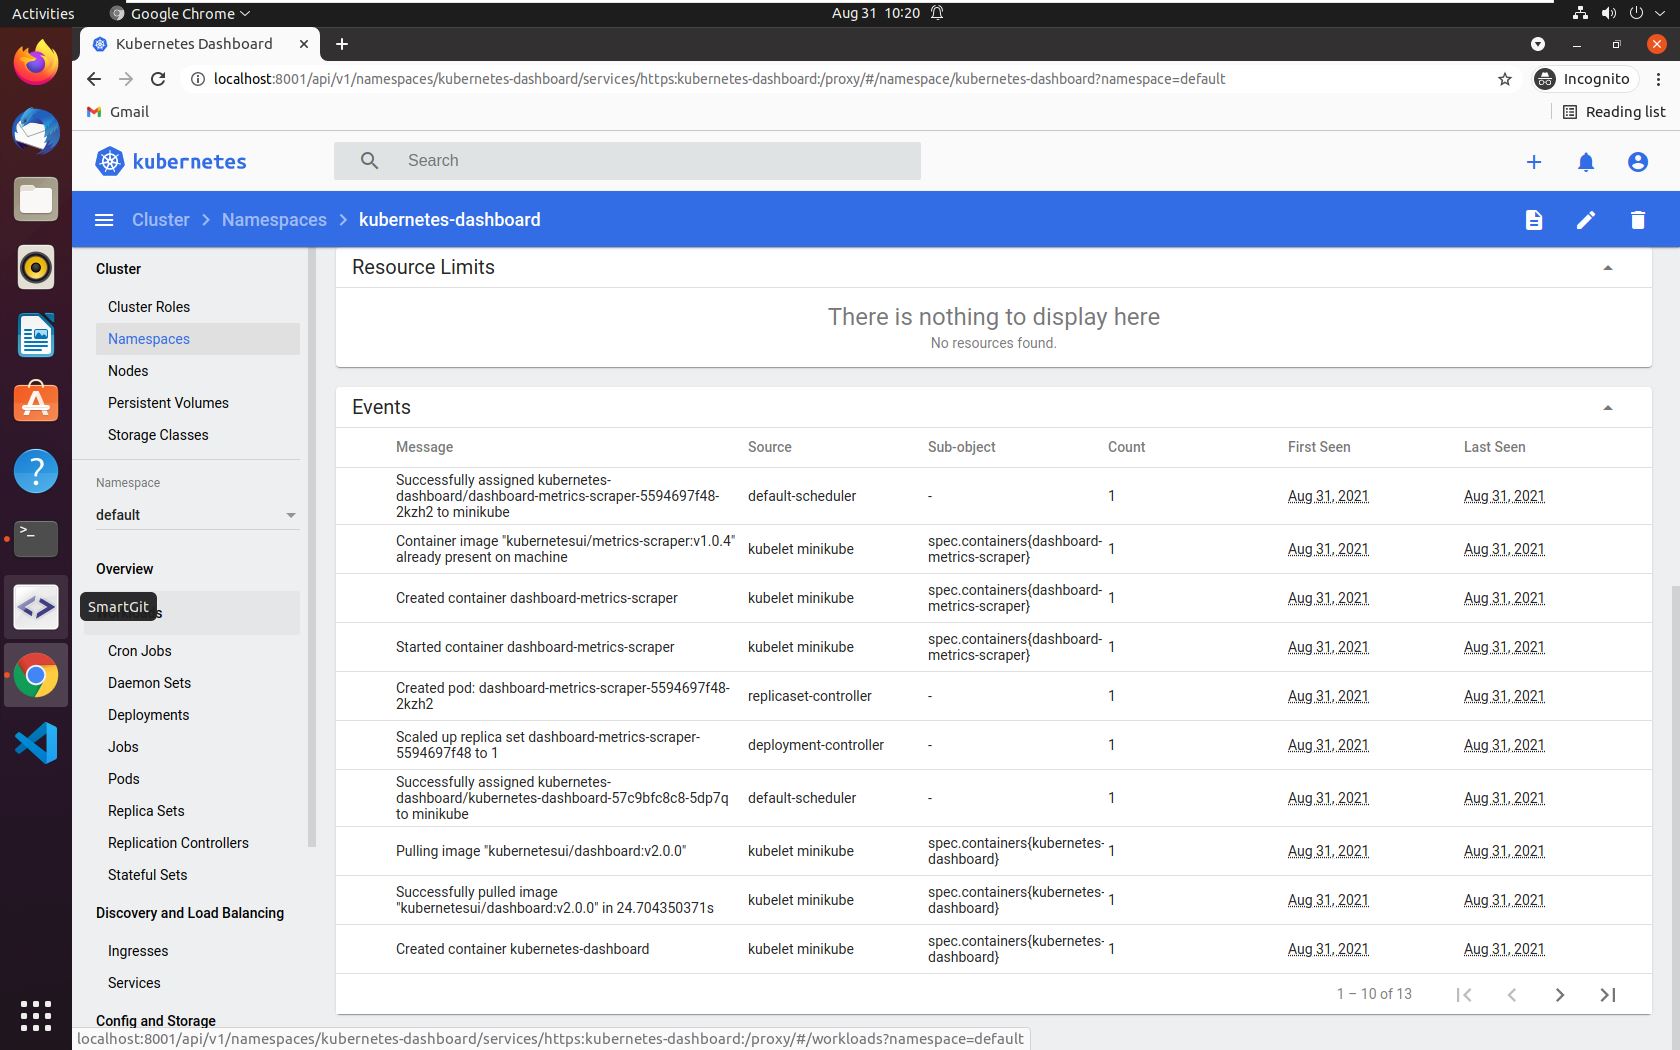 Activities
Google Chrome
Aug 31 10:20
Kubernetes Dashboard
localhost:8001/api/v1/namespaces/kubernetes-dashboard/services/https:kubernetes-dashboard:/proxy/#/namespace/kubernetes-dashboard?namespace=default
Incognito
Gmail
Reading list
kubernetes
Search
Cluster
Namespaces
kubernetes-dashboard
Cluster
Cluster Roles
Namespaces
Nodes
Persistent Volumes
Storage Classes
Namespace
default
Overview
SmartGit
Cron Jobs
Daemon Sets
Deployments
Jobs
Pods
Replica Sets
Replication Controllers
Stateful Sets
Discovery and Load Balancing
Ingresses
Services
Config and Storage
Resource Limits
There is nothing to display here
No resources found.
Events
Message Source Sub-object Count First Seen Last Seen
Successfully assigned kubernetes-
dashboard/dashboard-metrics-scraper-5594697f48-
2kzh2 to minikube
default-scheduler - 1 Aug 31, 2021 Aug 31, 2021
Container image "kubernetesui/metrics-scraper:v1.0.4"
already present on machine
kubelet minikube
spec.containers{dashboard-
metrics-scraper}
1 Aug 31, 2021 Aug 31, 2021
Created container dashboard-metrics-scraper
kubelet minikube
spec.containers{dashboard-
metrics-scraper}
1 Aug 31, 2021 Aug 31, 2021
Started container dashboard-metrics-scraper
kubelet minikube
spec.containers{dashboard-
metrics-scraper}
1 Aug 31, 2021 Aug 31, 2021
Created pod: dashboard-metrics-scraper-5594697f48-
2kzh2
replicaset-controller - 1 Aug 31, 2021 Aug 31, 2021
Scaled up replica set dashboard-metrics-scraper-
5594697f48 to 1
deployment-controller - 1 Aug 31, 2021 Aug 31, 2021
Successfully assigned kubernetes-
dashboard/kubernetes-dashboard-57c9bfc8c8-5dp7q
to minikube
default-scheduler - 1 Aug 31, 2021 Aug 31, 2021
Pulling image "kubernetesui/dashboard:v2.0.0"
kubelet minikube
spec.containers{kubernetes-
dashboard}
1 Aug 31, 2021 Aug 31, 2021
Successfully pulled image
"kubernetesui/dashboard:v2.0.0" in 24.704350371s
kubelet minikube
spec.containers{kubernetes-
dashboard}
1 Aug 31, 2021 Aug 31, 2021
Created container kubernetes-dashboard
kubelet minikube
spec.containers{kubernetes-
dashboard}
1 Aug 31, 2021 Aug 31, 2021
1 – 10 of 13
localhost:8001/api/v1/namespaces/kubernetes-dashboard/services/https:kubernetes-dashboard:/proxy/#/workloads?namespace=default